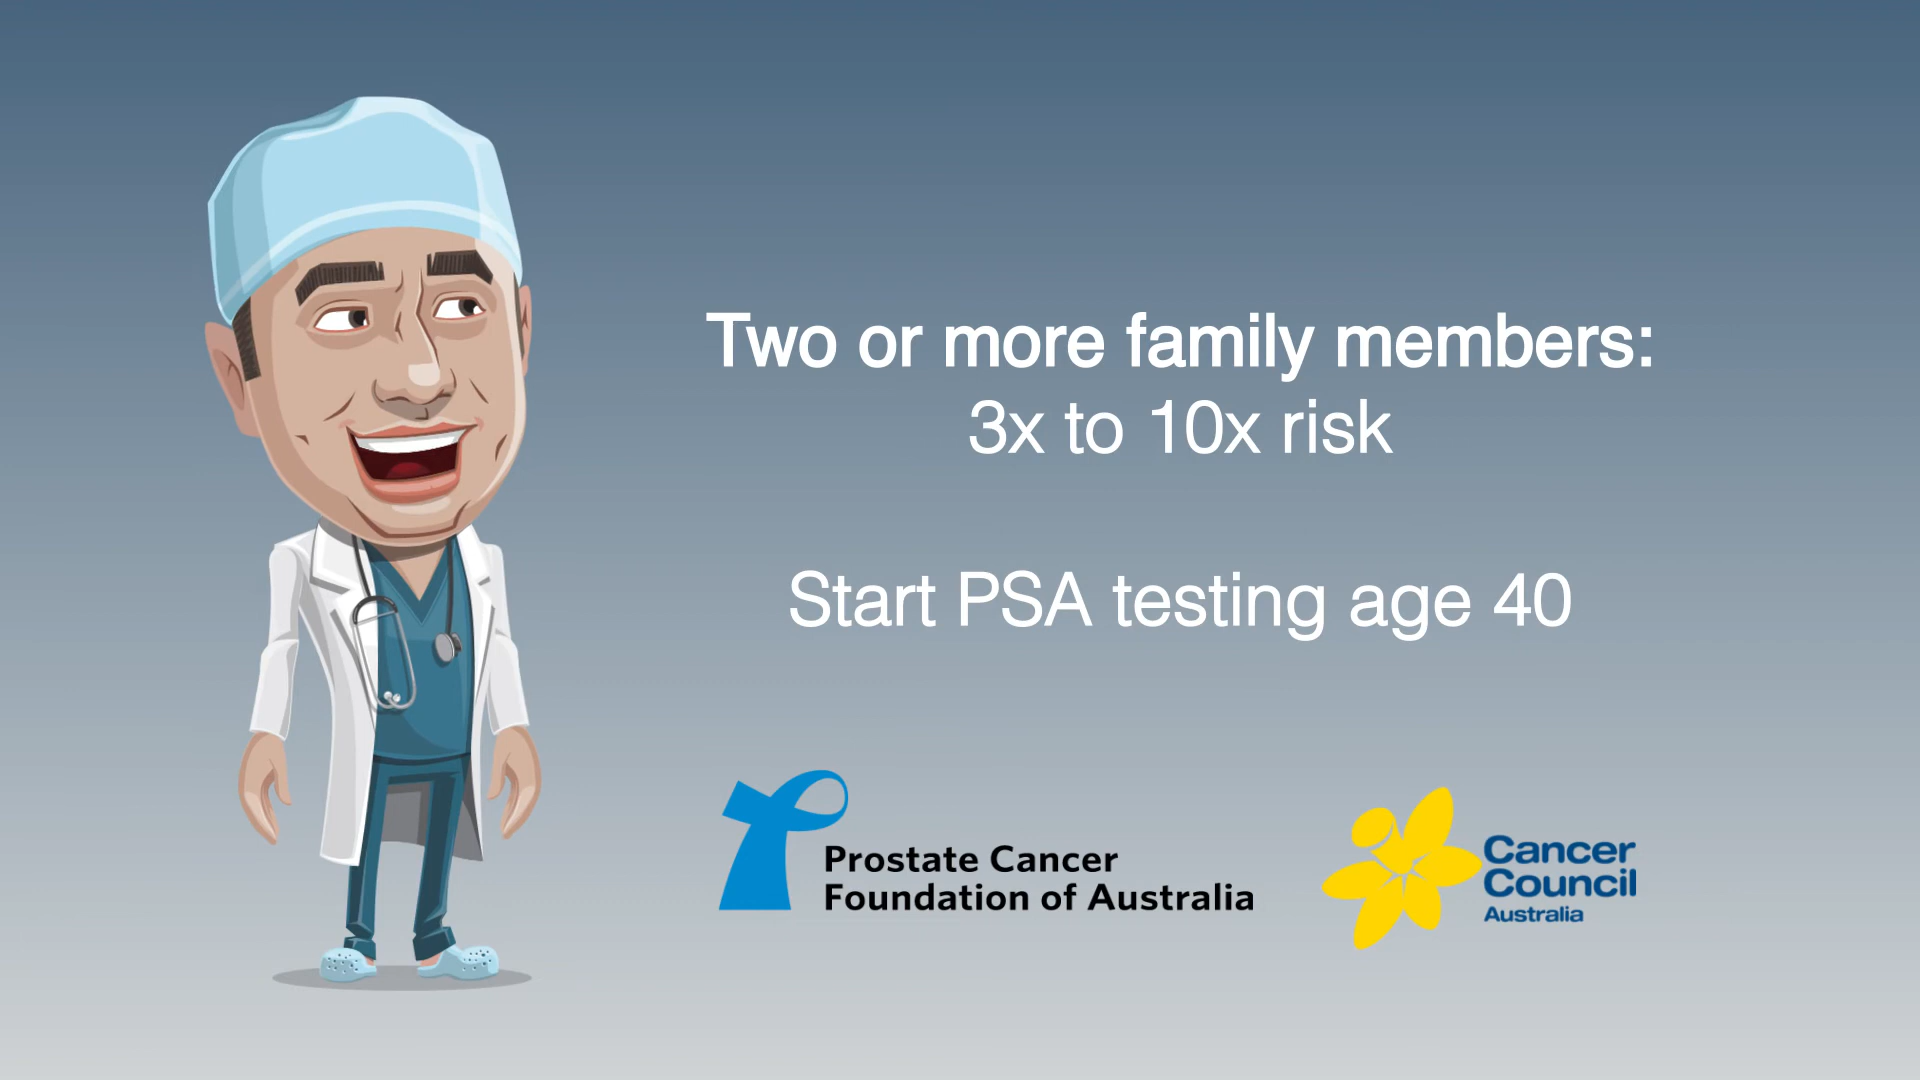 Two or more family members:
3x to 10x risk
Start PSA testing age 40
Prostate Cancer
Foundation of Australia
Cancer
Council
Australia